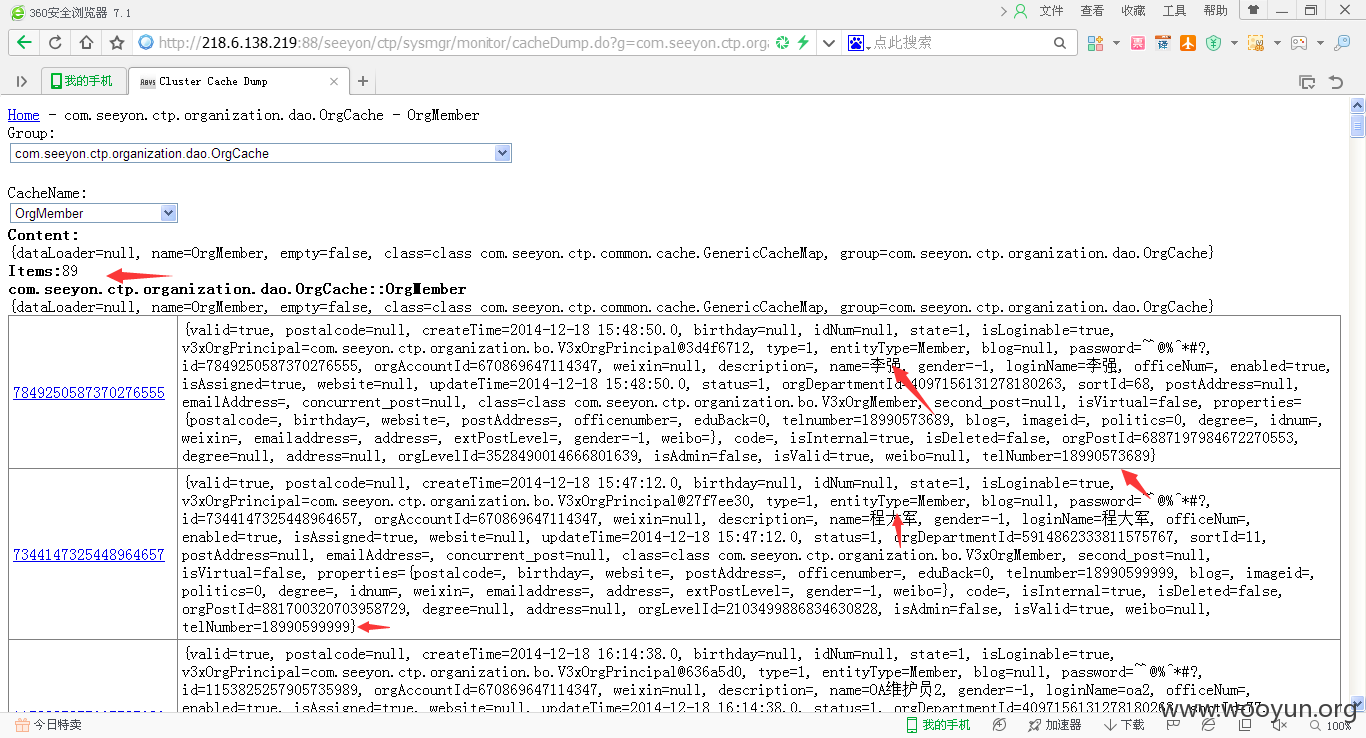 360安全浏览器 7.1
文件 查看 收藏 工具 帮助
http://218.6.138.219:88/seeyon/ctp/sysmgr/monitor/cacheDump.do?g=com.seeyon.ctp.orga
点此搜索
我的手机
Cluster Cache Dump
Home - com.seeyon.ctp.organization.dao.OrgCache - OrgMember
Group:
com.seeyon.ctp.organization.dao.OrgCache
CacheName:
OrgMember
Content:
{dataLoader=null, name=OrgMember, empty=false, class=class com.seeyon.ctp.common.cache.GenericCacheMap, group=com.seeyon.ctp.organization.dao.OrgCache}
Items:89
com.seeyon.ctp.organization.dao.OrgCache::OrgMember
{dataLoader=null, name=OrgMember, empty=false, class=class com.seeyon.ctp.common.cache.GenericCacheMap, group=com.seeyon.ctp.organization.dao.OrgCache}
7849250587370276555
{valid=true, postalcode=null, createTime=2014-12-18 15:48:50.0, birthday=null, idNum=null, state=1, isLoginable=true,
v3xOrgPrincipal=com.seeyon.ctp.organization.bo.V3xOrgPrincipal@3d4f6712, type=1, entityType=Member, blog=null, password=~`@%^*#?,
id=7849250587370276555, orgAccountId=670869647114347, weixin=null, description=, name=李强, gender=-1, loginName=李强, officeNum=, enabled=true,
isAssigned=true, website=null, updateTime=2014-12-18 15:48:50.0, status=1, orgDepartmentId=4097156131278180263, sortId=68, postAddress=null,
emailAddress=, concurrent_post=null, class=class com.seeyon.ctp.organization.bo.V3xOrgMember, second_post=null, isVirtual=false, properties=
{postalcode=, birthday=, website=, postAddress=, officenumber=, eduBack=0, telnumber=18990573689, blog=, imageid=, politics=0, degree=, idnum=,
weixin=, emailaddress=, address=, extPostLevel=, gender=-1, weibo=}, code=, isInternal=true, isDeleted=false, orgPostId=6887197984672270553,
degree=null, address=null, orgLevelId=3528490014666801639, isAdmin=false, isValid=true, weibo=null, telNumber=18990573689}
7344147325448964657
{valid=true, postalcode=null, createTime=2014-12-18 15:47:12.0, birthday=null, idNum=null, state=1, isLoginable=true,
v3xOrgPrincipal=com.seeyon.ctp.organization.bo.V3xOrgPrincipal@27f7ee30, type=1, entityType=Member, blog=null, password=~`@%^*#?,
id=7344147325448964657, orgAccountId=670869647114347, weixin=null, description=, name=程大军, gender=-1, loginName=程大军, officeNum=,
enabled=true, isAssigned=true, website=null, updateTime=2014-12-18 15:47:12.0, status=1, orgDepartmentId=5914862333811575767, sortId=11,
postAddress=null, emailAddress=, concurrent_post=null, class=class com.seeyon.ctp.organization.bo.V3xOrgMember, second_post=null,
isVirtual=false, properties={postalcode=, birthday=, website=, postAddress=, officenumber=, eduBack=0, telnumber=18990599999, blog=, imageid=,
politics=0, degree=, idnum=, weixin=, emailaddress=, address=, extPostLevel=, gender=-1, weibo=}, code=, isInternal=true, isDeleted=false,
orgPostId=881700320703958729, degree=null, address=null, orgLevelId=2103499886834630828, isAdmin=false, isValid=true, weibo=null,
telNumber=18990599999}
{valid=true, postalcode=null, createTime=2014-12-18 16:14:38.0, birthday=null, idNum=null, state=1, isLoginable=true,
v3xOrgPrincipal=com.seeyon.ctp.organization.bo.V3xOrgPrincipal@636a5d0, type=1, entityType=Member, blog=null, password=~`@%^*#?,
id=1153825257905735989, orgAccountId=670869647114347, weixin=null, description=, name=OA维护员2, gender=-1, loginName=oa2, officeNum=,
enabled=true, isAssigned=true, website=null, updateTime=2014-12-18 16:14:38.0, status=1, orgDepartmentId=4097156131278180263, sortId=77,
www.wooyun.org
今日特卖
我的手机 加速器 下载 100%